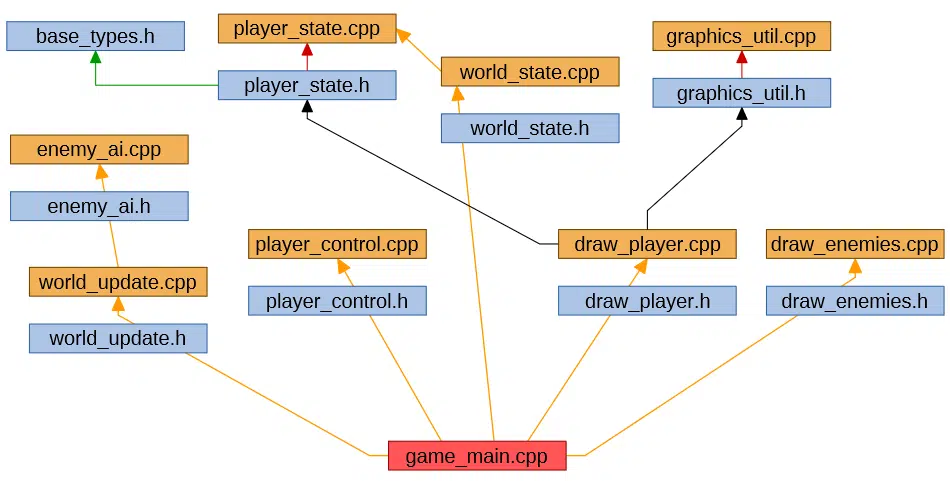 base_types.h
player_state.cpp
graphics_util.cpp
world_state.cpp
player_state.h
graphics_util.h
world_state.h
enemy_ai.cpp
enemy_ai.h
player_control.cpp
draw_player.cpp
draw_enemies.cpp
world_update.cpp
player_control.h
draw_player.h
draw_enemies.h
world_update.h
game_main.cpp